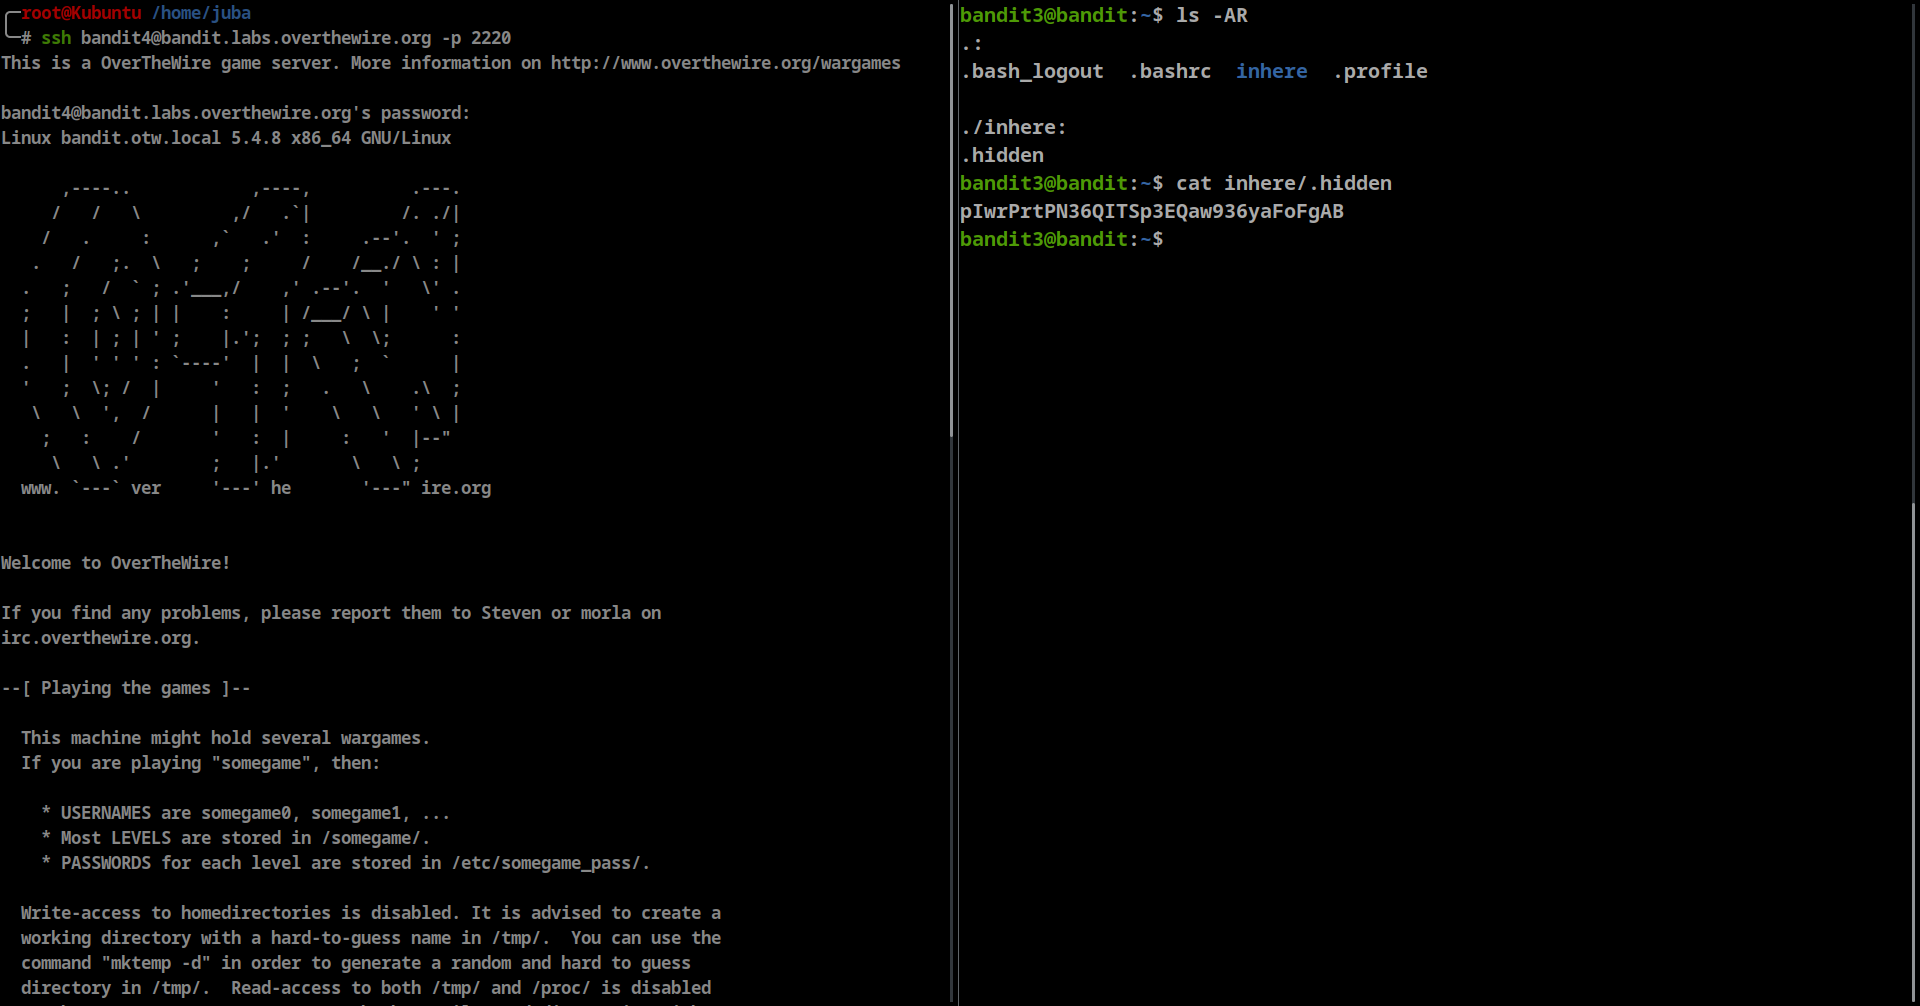 root@Kubuntu /home/juba
# ssh bandit4@bandit.labs.overthewire.org -p 2220
This is a OverTheWire game server. More information on http://www.overthewire.org/wargames

bandit4@bandit.labs.overthewire.org's password:
Linux bandit.otw.local 5.4.8 x86_64 GNU/Linux

      ,----..            ,----,          .---.
     /   /   \         ,/   .`|         /. ./|
    /   .     :      ,`   .'  :     .--'.  ' ;
   .   /   ;.  \   ;    ;     /    /__./ \ : |
  .   ;   /  ` ; .'___,/    ,' .--'.  '   \' .
  ;   |  ; \ ; | |    :     | /___/ \ |    ' '
  |   :  | ; | ' ;    |.';  ; ;   \  \;      :
  .   |  ' ' ' : `----'  |  |  \   ;  `      |
  '   ;  \; /  |     '   :  ;   .   \    .\  ;
   \   \  ',  /      |   |  '    \   \   ' \ |
    ;   :    /       '   :  |     :   '  |--"
     \   \ .'        ;   |.'       \   \ ;
  www. `---` ver     '---' he       '---" ire.org

Welcome to OverTheWire!

If you find any problems, please report them to Steven or morla on
irc.overthewire.org.

--[ Playing the games ]--

  This machine might hold several wargames.
  If you are playing "somegame", then:

    * USERNAMES are somegame0, somegame1, ...
    * Most LEVELS are stored in /somegame/.
    * PASSWORDS for each level are stored in /etc/somegame_pass/.

  Write-access to homedirectories is disabled. It is advised to create a
  working directory with a hard-to-guess name in /tmp/.  You can use the
  command "mktemp -d" in order to generate a random and hard to guess
  directory in /tmp/.  Read-access to both /tmp/ and /proc/ is disabled

bandit3@bandit:~$ ls -AR
.:
.bash_logout  .bashrc  inhere  .profile

./inhere:
.hidden
bandit3@bandit:~$ cat inhere/.hidden
pIwrPrtPN36QITSp3EQaw936yaFoFgAB
bandit3@bandit:~$